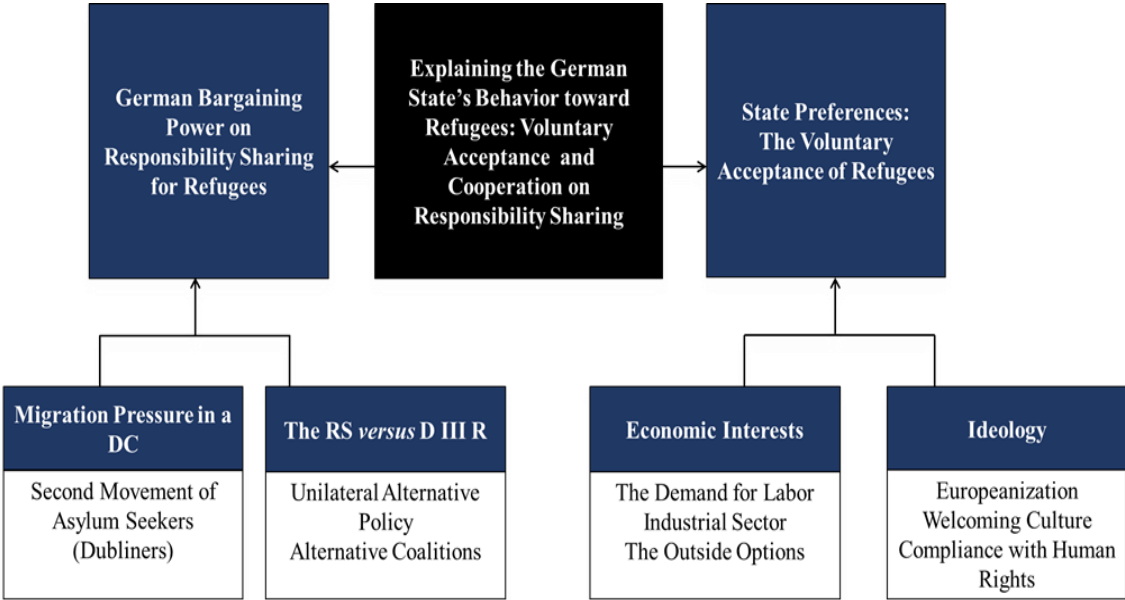 German Bargaining
Power on
Responsibility Sharing
for Refugees
Explaining the German
State's Behavior toward
Refugees: Voluntary
Acceptance and
Cooperation on
Responsibility Sharing
State Preferences:
The Voluntary
Acceptance of Refugees
Migration Pressure in a
DC
Second Movement of
Asylum Seekers
(Dubliners)
The RS versus D III R
Unilateral Alternative
Policy
Alternative Coalitions
Economic Interests
The Demand for Labor
Industrial Sector
The Outside Options
Ideology
Europeanization
Welcoming Culture
Compliance with Human
Rights